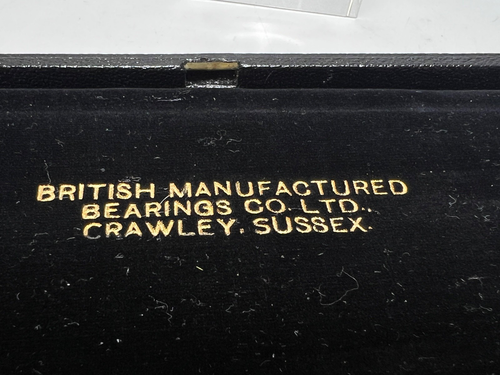 BRITISH MANUFACTURED
BEARINGS CO. LTD.,
CRAWLEY, SUSSEX.